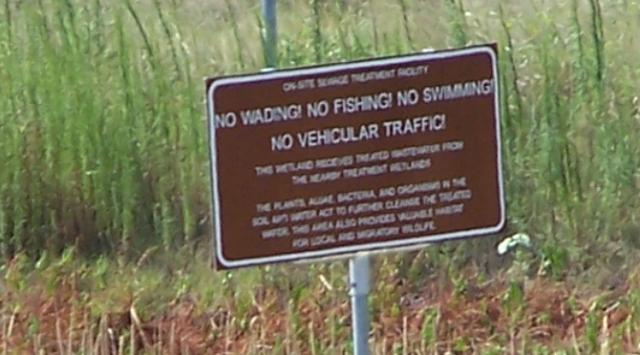 ON-SITE SEWAGE TREATMENT FACILITY
NO WADING! NO FISHING! NO SWIMMING!
NO VEHICULAR TRAFFIC!
THIS WETLAND RECIEVES TREATED WASTEWATER FROM
THE NEARBY TREATMENT WETLANDS
THE PLANTS, ALGAE, BACTERIA, AND ORGANISMS IN THE
SOIL AND WATER ACT TO FURTHER CLEANSE THE TREATED
WATER. THIS AREA ALSO PROVIDES VALUABLE HABITAT
FOR LOCAL AND MIGRATORY WILDLIFE.